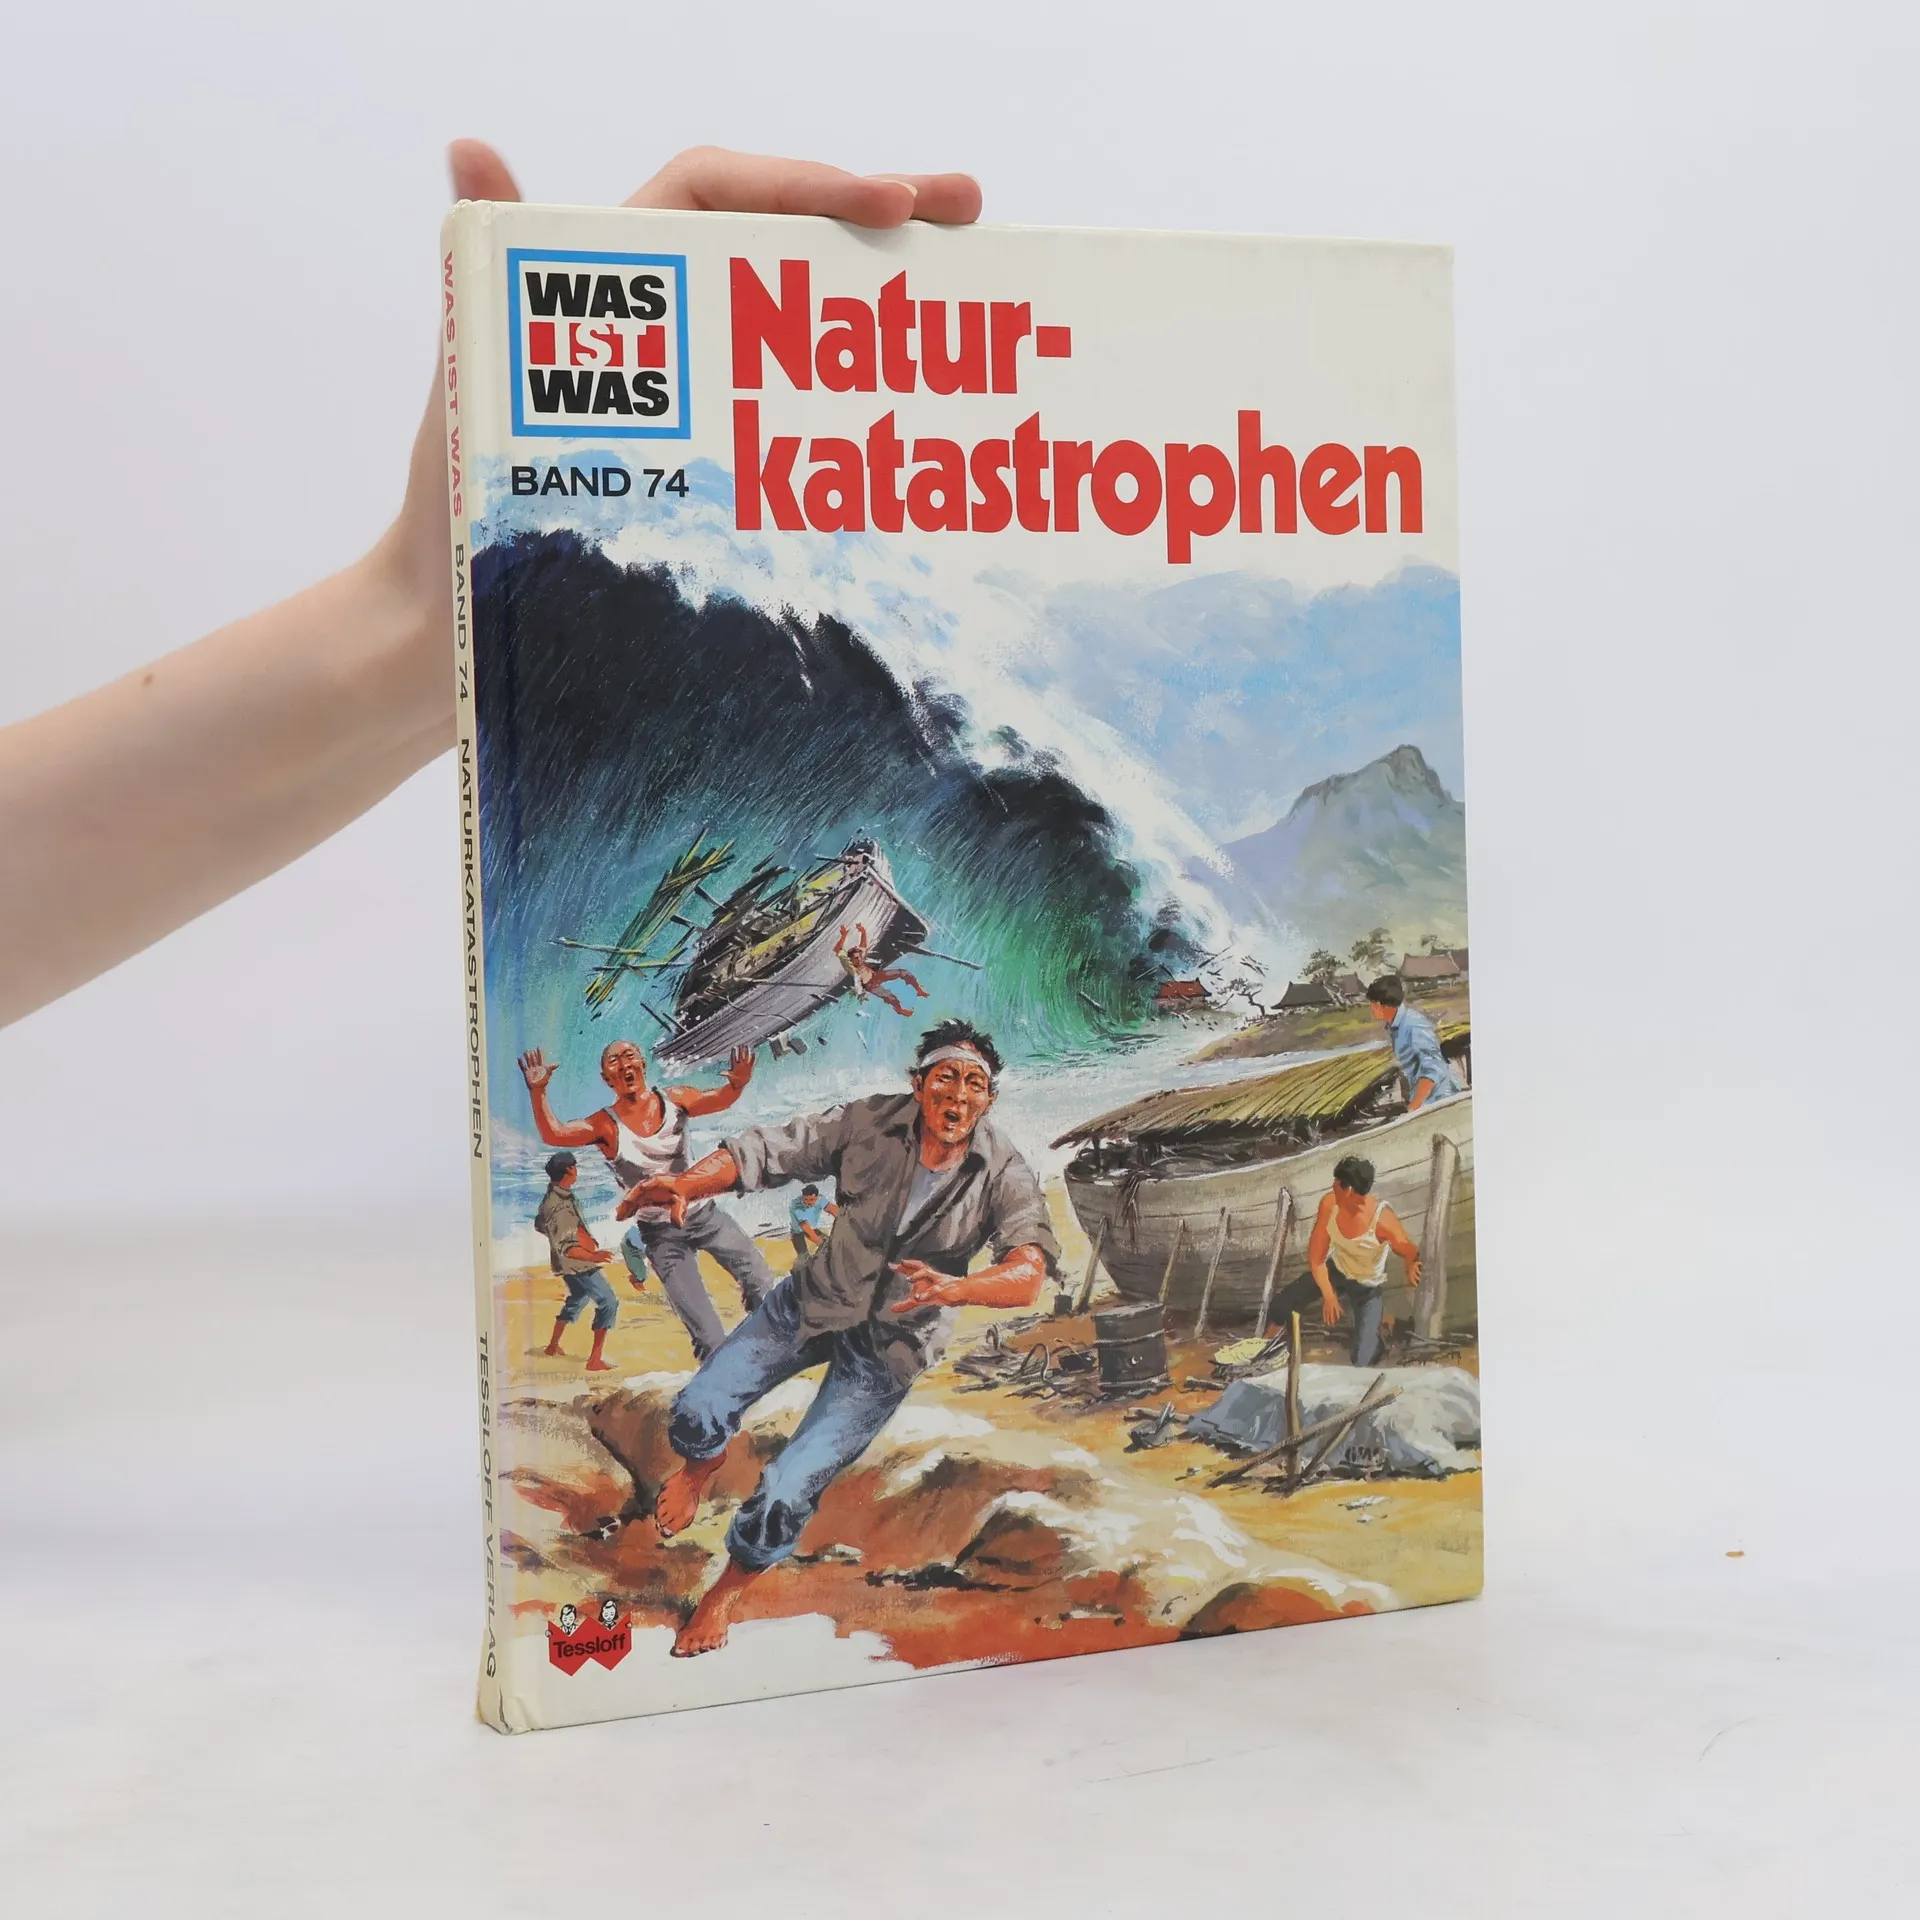 WAS
IST
WAS
BAND 74
Natur-
katastrophen
WAS IST WAS BAND 74 NATURKATASTROPHEN TESSLOFF VERLAG
Tessloff